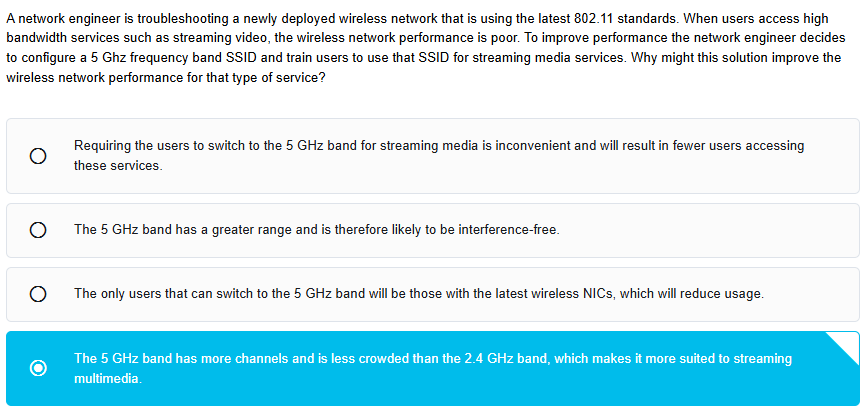 A network engineer is troubleshooting a newly deployed wireless network that is using the latest 802.11 standards. When users access high
bandwidth services such as streaming video, the wireless network performance is poor. To improve performance the network engineer decides
to configure a 5 Ghz frequency band SSID and train users to use that SSID for streaming media services. Why might this solution improve the
wireless network performance for that type of service?
Requiring the users to switch to the 5 GHz band for streaming media is inconvenient and will result in fewer users accessing
these services.
The 5 GHz band has a greater range and is therefore likely to be interference-free.
The only users that can switch to the 5 GHz band will be those with the latest wireless NICs, which will reduce usage.
The 5 GHz band has more channels and is less crowded than the 2.4 GHz band, which makes it more suited to streaming
multimedia.